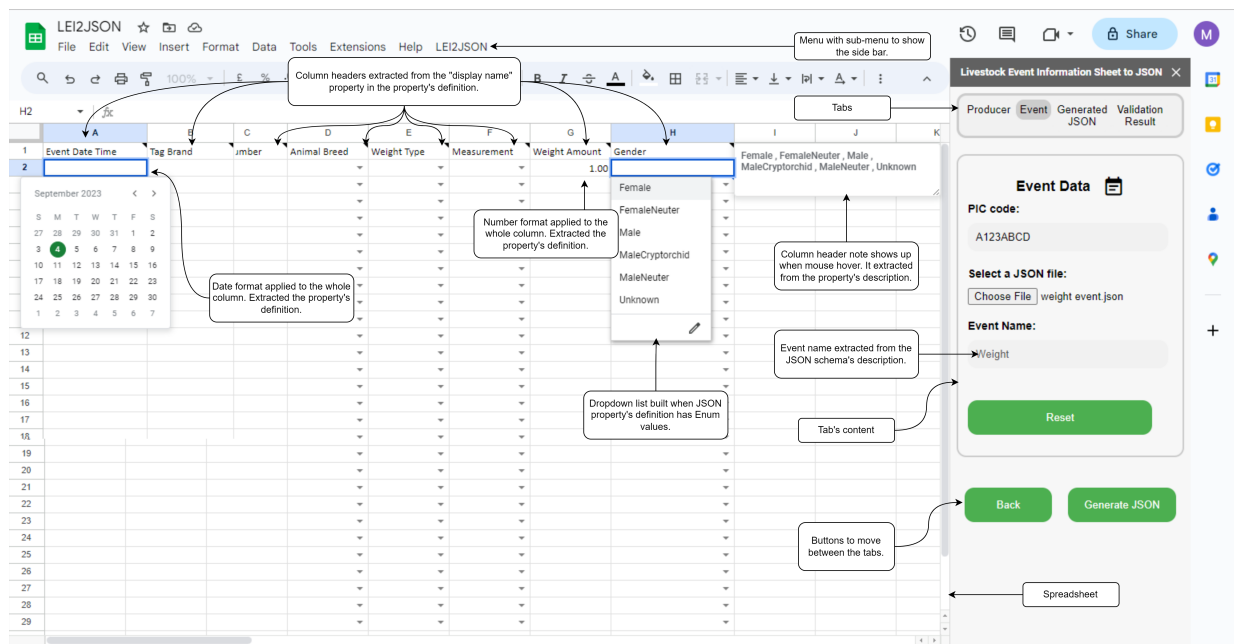 LEI2JSON
File Edit View Insert Format Data Tools Extensions Help LEI2JSON
Menu with sub-menu to show
the side bar.
Share
M
100%
£ %
B I S A
Column headers extracted from the "display name"
property in the property's definition.
Livestock Event Information Sheet to JSON
31
H2
fx
Tabs
Producer Event Generated
JSON Validation
Result
A B C D E F G H I J K
1 Event Date Time Tag Brand umber Animal Breed Weight Type Measurement Weight Amount Gender
Female , FemaleNeuter , Male ,
MaleCryptorchid , MaleNeuter , Unknown
2 1.00
September 2023
S M T W T F S
27 28 29 30 31 1 2
3 4 5 6 7 8 9
10 11 12 13 14 15 16
17 18 19 20 21 22 23
24 25 26 27 28 29 30
1 2 3 4 5 6 7
Female
FemaleNeuter
Male
MaleCryptorchid
MaleNeuter
Unknown
Number format applied to the
whole column. Extracted the
property's definition.
Date format applied to the whole
column. Extracted the property's
definition.
Column header note shows up
when mouse hover. It extracted
from the property's description.
Event Data
PIC code:
A123ABCD
Select a JSON file:
Choose File weight event.json
Event Name:
Weight
Event name extracted from the
JSON schema's description.
Dropdown list built when JSON
property's definition has Enum
values.
Tab's content
Reset
Back
Generate JSON
Buttons to move
between the tabs.
Spreadsheet
12
13
14
15
16
17
18
19
20
21
22
23
24
25
26
27
28
29